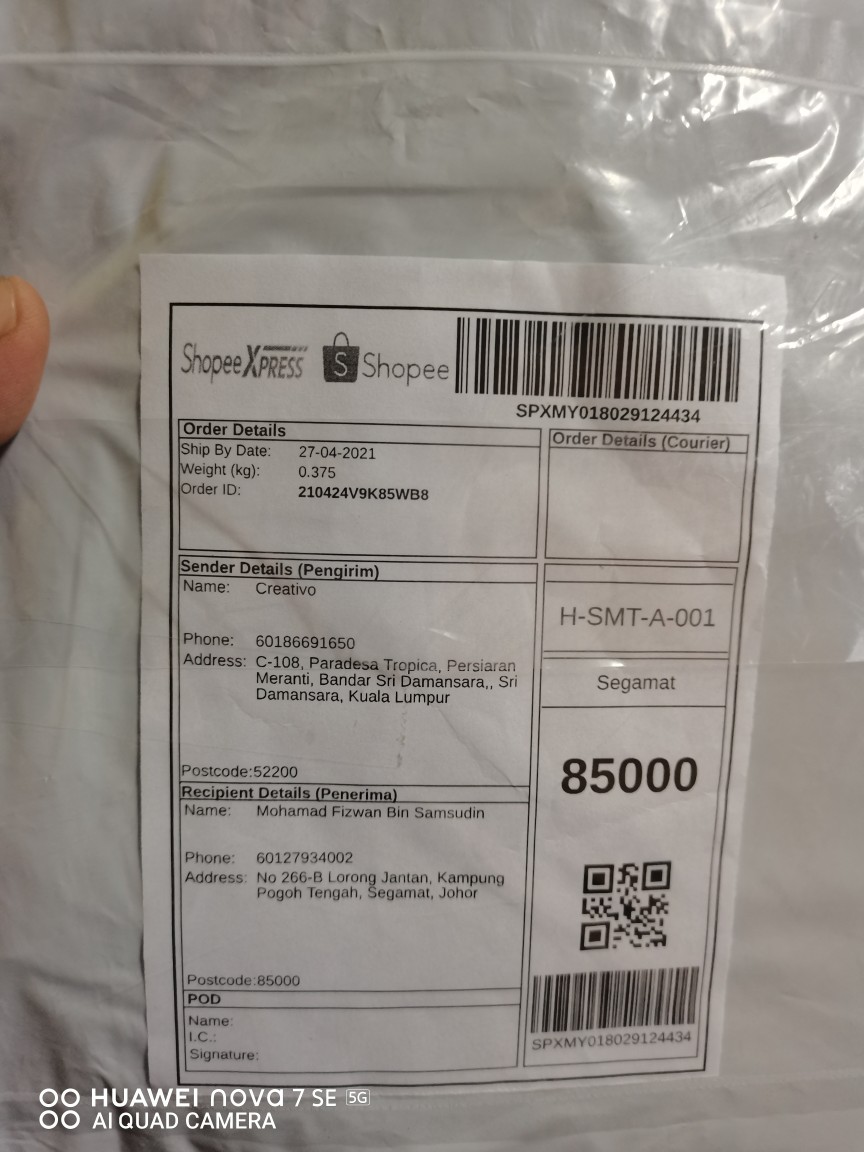 ShopeeXPRESS
S Shopee
SPXMY018029124434
Order Details
Ship By Date: 27-04-2021
Weight (kg): 0.375
Order ID: 210424V9K85WB8
Order Details (Courier)
Sender Details (Pengirim)
Name: Creativo
Phone: 60186691650
Address: C-108, Paradesa Tropica, Persiaran
Meranti, Bandar Sri Damansara,, Sri
Damansara, Kuala Lumpur
Postcode:52200
H-SMT-A-001
Segamat
85000
Recipient Details (Penerima)
Name: Mohamad Fizwan Bin Samsudin
Phone: 60127934002
Address: No 266-B Lorong Jantan, Kampung
Pogoh Tengah, Segamat, Johor
Postcode:85000
POD
Name:
I.C.:
Signature:
SPXMY018029124434
HUAWEI nova 7 SE 5G
AI QUAD CAMERA